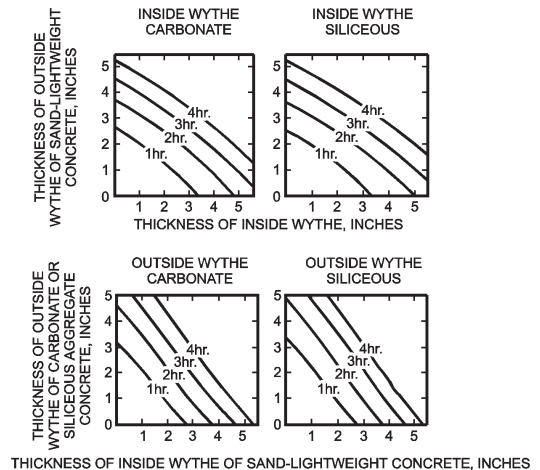 INSIDE WYTHE
CARBONATE
INSIDE WYTHE
SILICEOUS
THICKNESS OF OUTSIDE
WYTHE OF SAND-LIGHTWEIGHT
CONCRETE, INCHES
5
4
3
2
1
0
4hr.
3hr.
2hr.
1hr.
1 2 3 4 5
5
4
3
2
1
0
4hr.
3hr.
2hr.
1hr.
1 2 3 4 5
THICKNESS OF INSIDE WYTHE, INCHES
OUTSIDE WYTHE
CARBONATE
OUTSIDE WYTHE
SILICEOUS
THICKNESS OF OUTSIDE
WYTHE OF CARBONATE OR
SILICEOUS AGGREGATE
CONCRETE, INCHES
5
4
3
2
1
0
4hr.
3hr.
2hr.
1hr.
1 2 3 4 5
5
4
3
2
1
0
4hr.
3hr.
2hr.
1hr.
1 2 3 4 5
THICKNESS OF INSIDE WYTHE OF SAND-LIGHTWEIGHT CONCRETE, INCHES